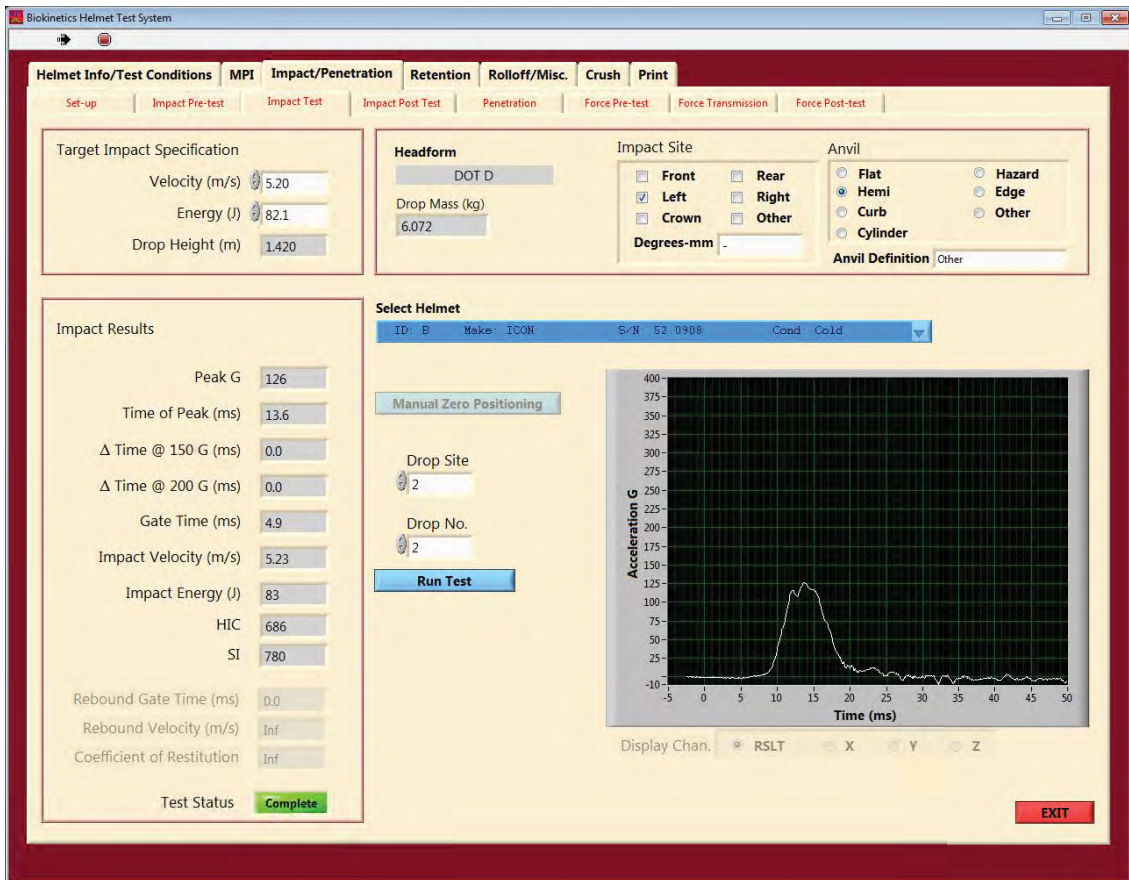 Biokinetics Helmet Test System
Helmet Info/Test Conditions MPI Impact/Penetration Retention Rolloff/Misc. Crush Print
Set-up Impact Pre-test Impact Test Impact Post Test Penetration Force Pre-test Force Transmission Force Post-test
Target Impact Specification
Velocity (m/s) 5.20
Energy (J) 82.1
Drop Height (m) 1.420
Headform
DOT D
Drop Mass (kg)
6.072
Impact Site
Front Rear
Left Right
Crown Other
Degrees-mm -
Anvil
Flat Hazard
Hemi Edge
Curb Other
Cylinder
Anvil Definition Other
Impact Results
Peak G 126
Time of Peak (ms) 13.6
Δ Time @ 150 G (ms) 0.0
Δ Time @ 200 G (ms) 0.0
Gate Time (ms) 4.9
Impact Velocity (m/s) 5.23
Impact Energy (J) 83
HIC 686
SI 780
Rebound Gate Time (ms) 0.0
Rebound Velocity (m/s) Inf
Coefficient of Restitution Inf
Test Status Complete
Select Helmet
ID: B Make: ICON S/N: 52 0908 Cond: Cold
Manual Zero Positioning
Drop Site
2
Drop No.
2
Run Test
Acceleration G
400
375
350
325
300
275
250
225
200
175
150
125
100
75
50
25
-10
-5 0 5 10 15 20 25 30 35 40 45 50
Time (ms)
Display Chan. RSLT X Y Z
EXIT